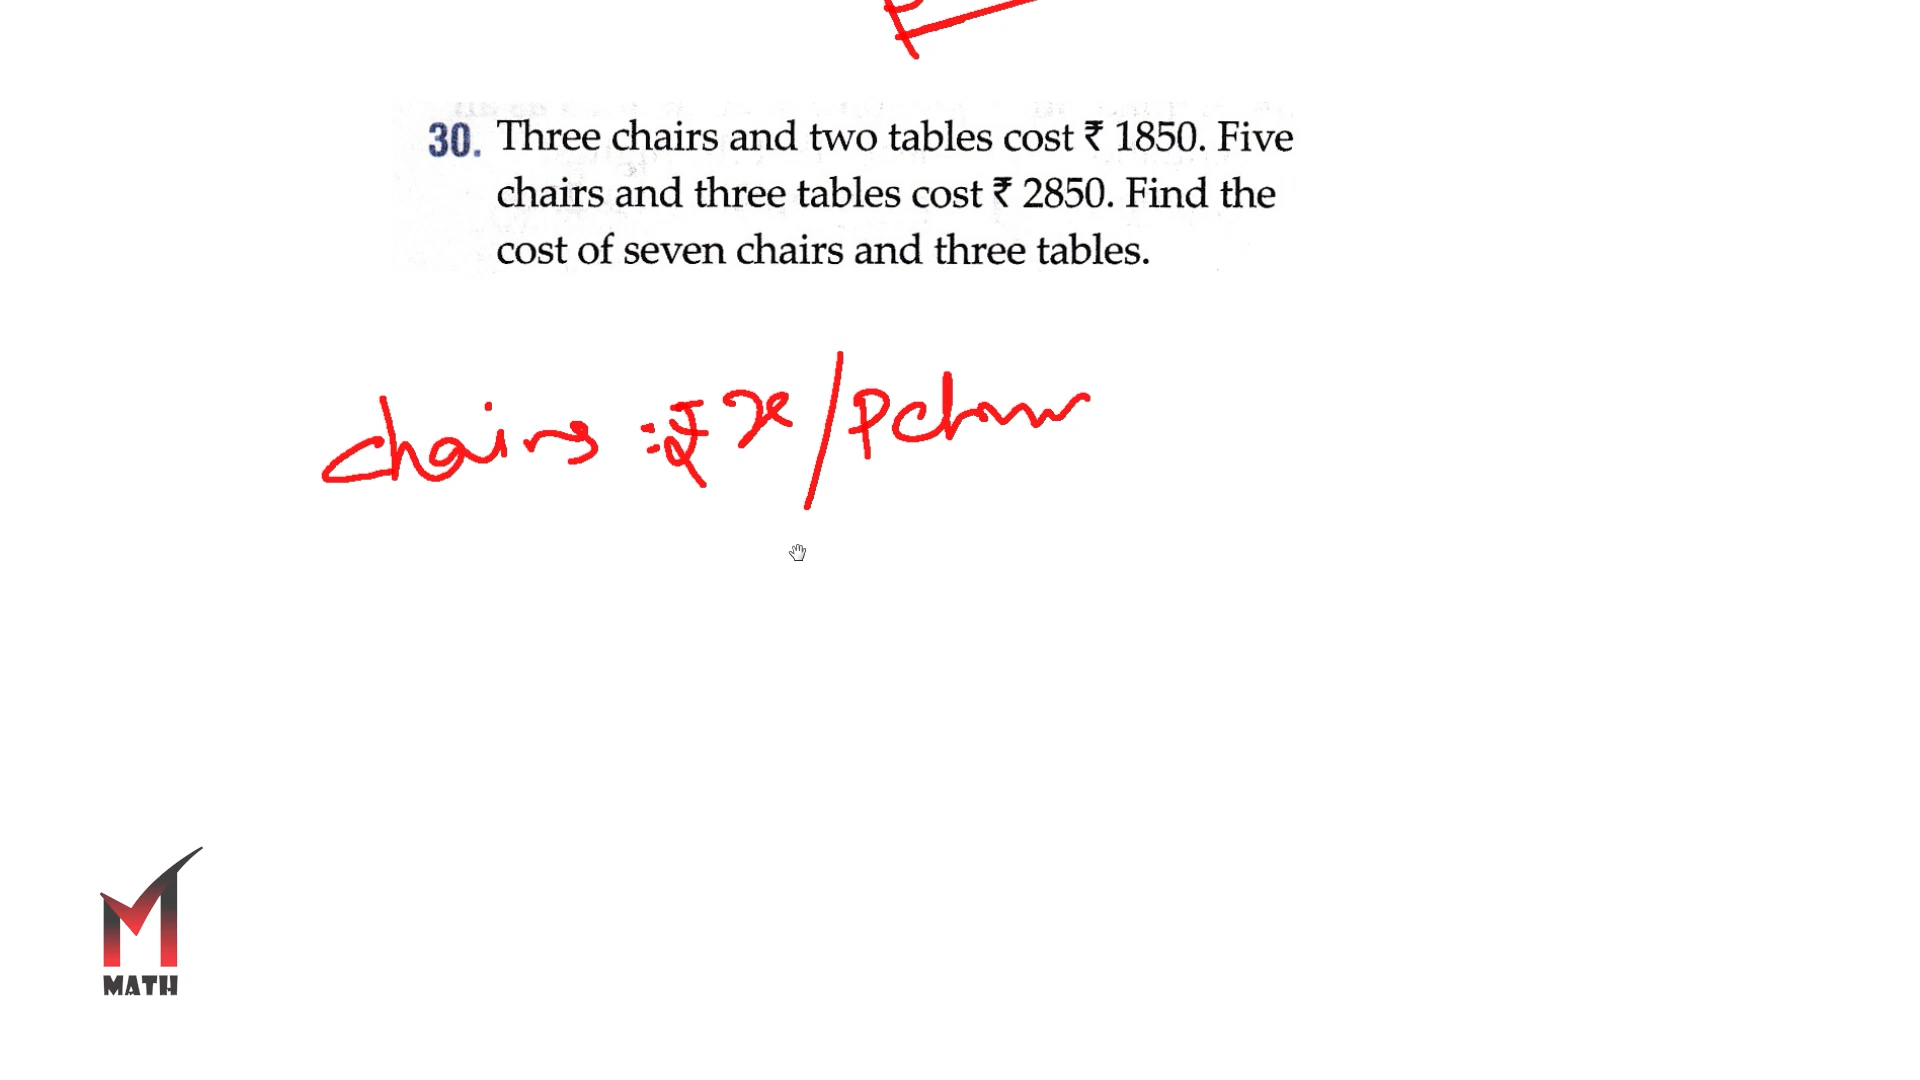 30. Three chairs and two tables cost ₹ 1850. Five
chairs and three tables cost ₹ 2850. Find the
cost of seven chairs and three tables.
chairs : ₹ x / P
MATH